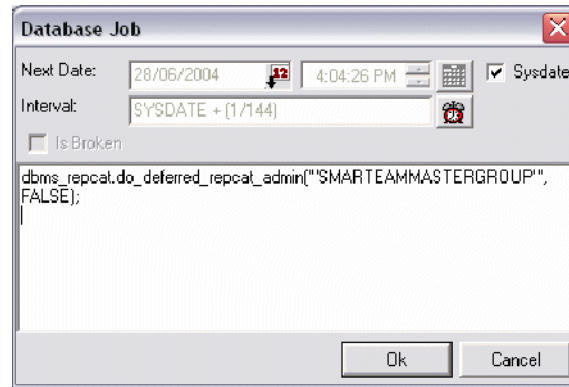 Database Job
Next Date: 28/06/2004 12 4:04:26 PM Sysdate
Interval: SYSDATE + (1/144)
Is Broken
dbms_repcat.do_deferred_repcat_admin('"SMARTEAMMASTERGROUP"',
FALSE);
Ok Cancel